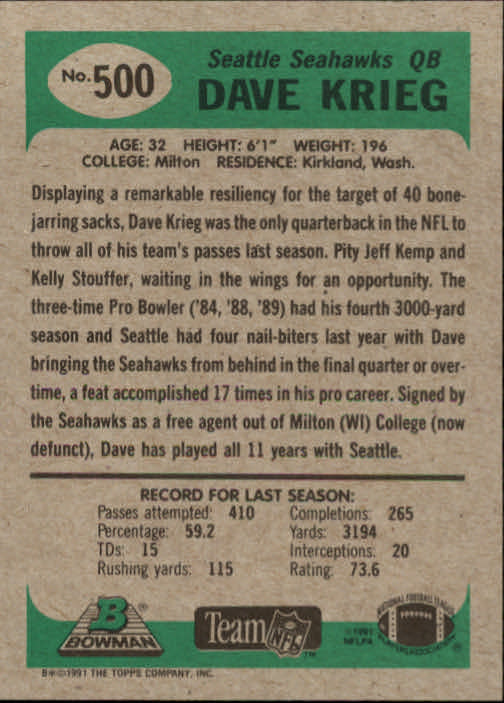 No. 500
Seattle Seahawks QB
DAVE KRIEG
AGE: 32 HEIGHT: 6'1" WEIGHT: 196
COLLEGE: Milton RESIDENCE: Kirkland, Wash.
Displaying a remarkable resiliency for the target of 40 bone-
jarring sacks, Dave Krieg was the only quarterback in the NFL to
throw all of his team's passes last season. Pity Jeff Kemp and
Kelly Stouffer, waiting in the wings for an opportunity. The
three-time Pro Bowler ('84, '88, '89) had his fourth 3000-yard
season and Seattle had four nail-biters last year with Dave
bringing the Seahawks from behind in the final quarter or over-
time, a feat accomplished 17 times in his pro career. Signed by
the Seahawks as a free agent out of Milton (WI) College (now
defunct), Dave has played all 11 years with Seattle.
RECORD FOR LAST SEASON:
Passes attempted: 410 Completions: 265
Percentage: 59.2 Yards: 3194
TDs: 15 Interceptions: 20
Rushing yards: 115 Rating: 73.6
B
BOWMAN®
Team NFL™
©1991
NFLPA
NATIONAL FOOTBALL LEAGUE
PLAYERS ASSOCIATION
B*©1991 THE TOPPS COMPANY, INC.